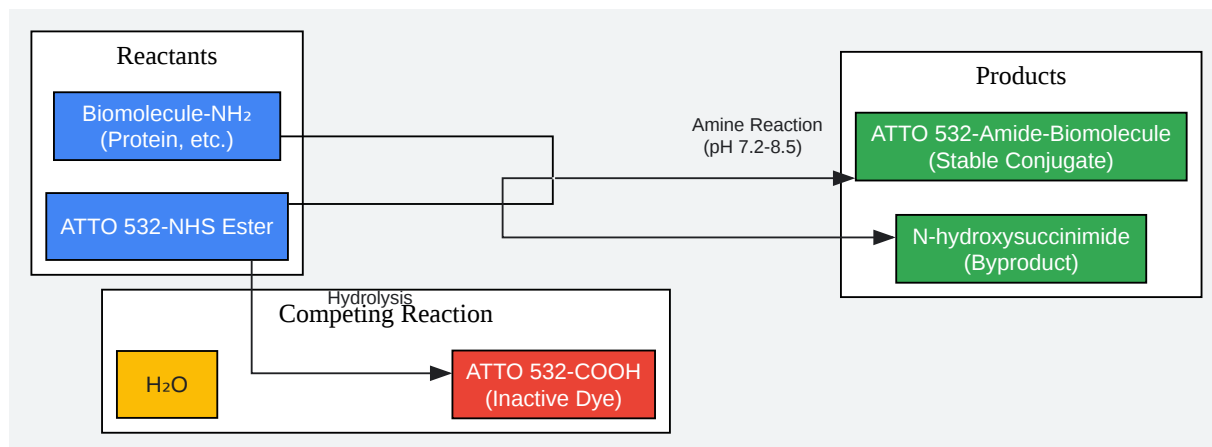 Reactants
Biomolecule-NH₂
(Protein, etc.)
ATTO 532-NHS Ester
Amine Reaction
(pH 7.2-8.5)
Products
ATTO 532-Amide-Biomolecule
(Stable Conjugate)
N-hydroxysuccinimide
(Byproduct)
Hydrolysis
Competing Reaction
H₂O
ATTO 532-COOH
(Inactive Dye)